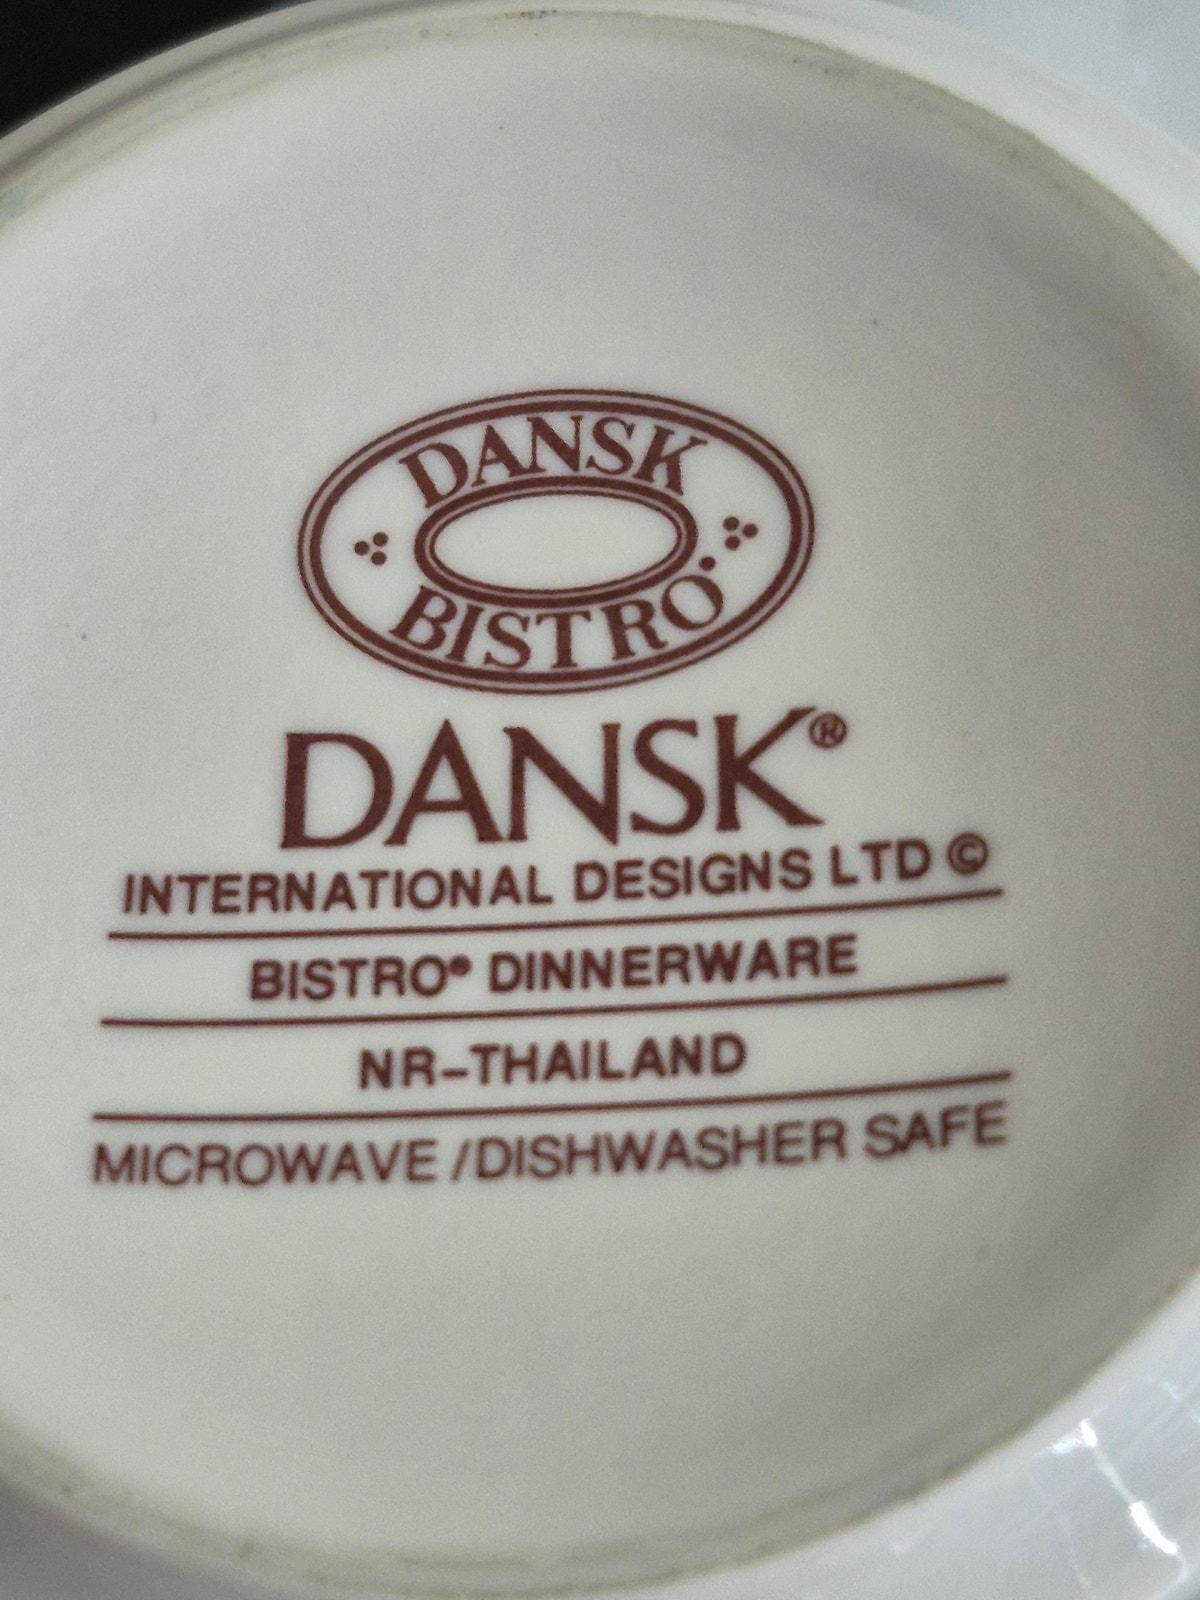 DANSK
BISTRO
DANSK®
INTERNATIONAL DESIGNS LTD ©
BISTRO® DINNERWARE
NR-THAILAND
MICROWAVE /DISHWASHER SAFE